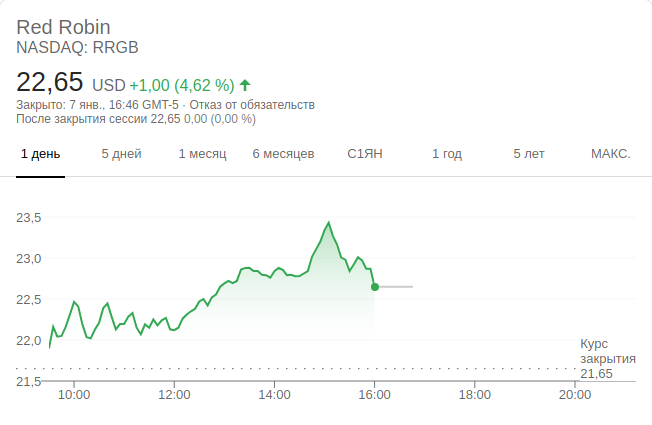 Red Robin
NASDAQ: RRGB
22,65 USD +1,00 (4,62 %)
Закрыто: 7 янв., 16:46 GMT-5 · Отказ от обязательств
После закрытия сессии 22,65 0,00 (0,00 %)
1 день 5 дней 1 месяц 6 месяцев С1ЯН 1 год 5 лет МАКС.
23,5
23,0
22,5
22,0
Курс
закрытия
21,65
21,5
10:00 12:00 14:00 16:00 18:00 20:00